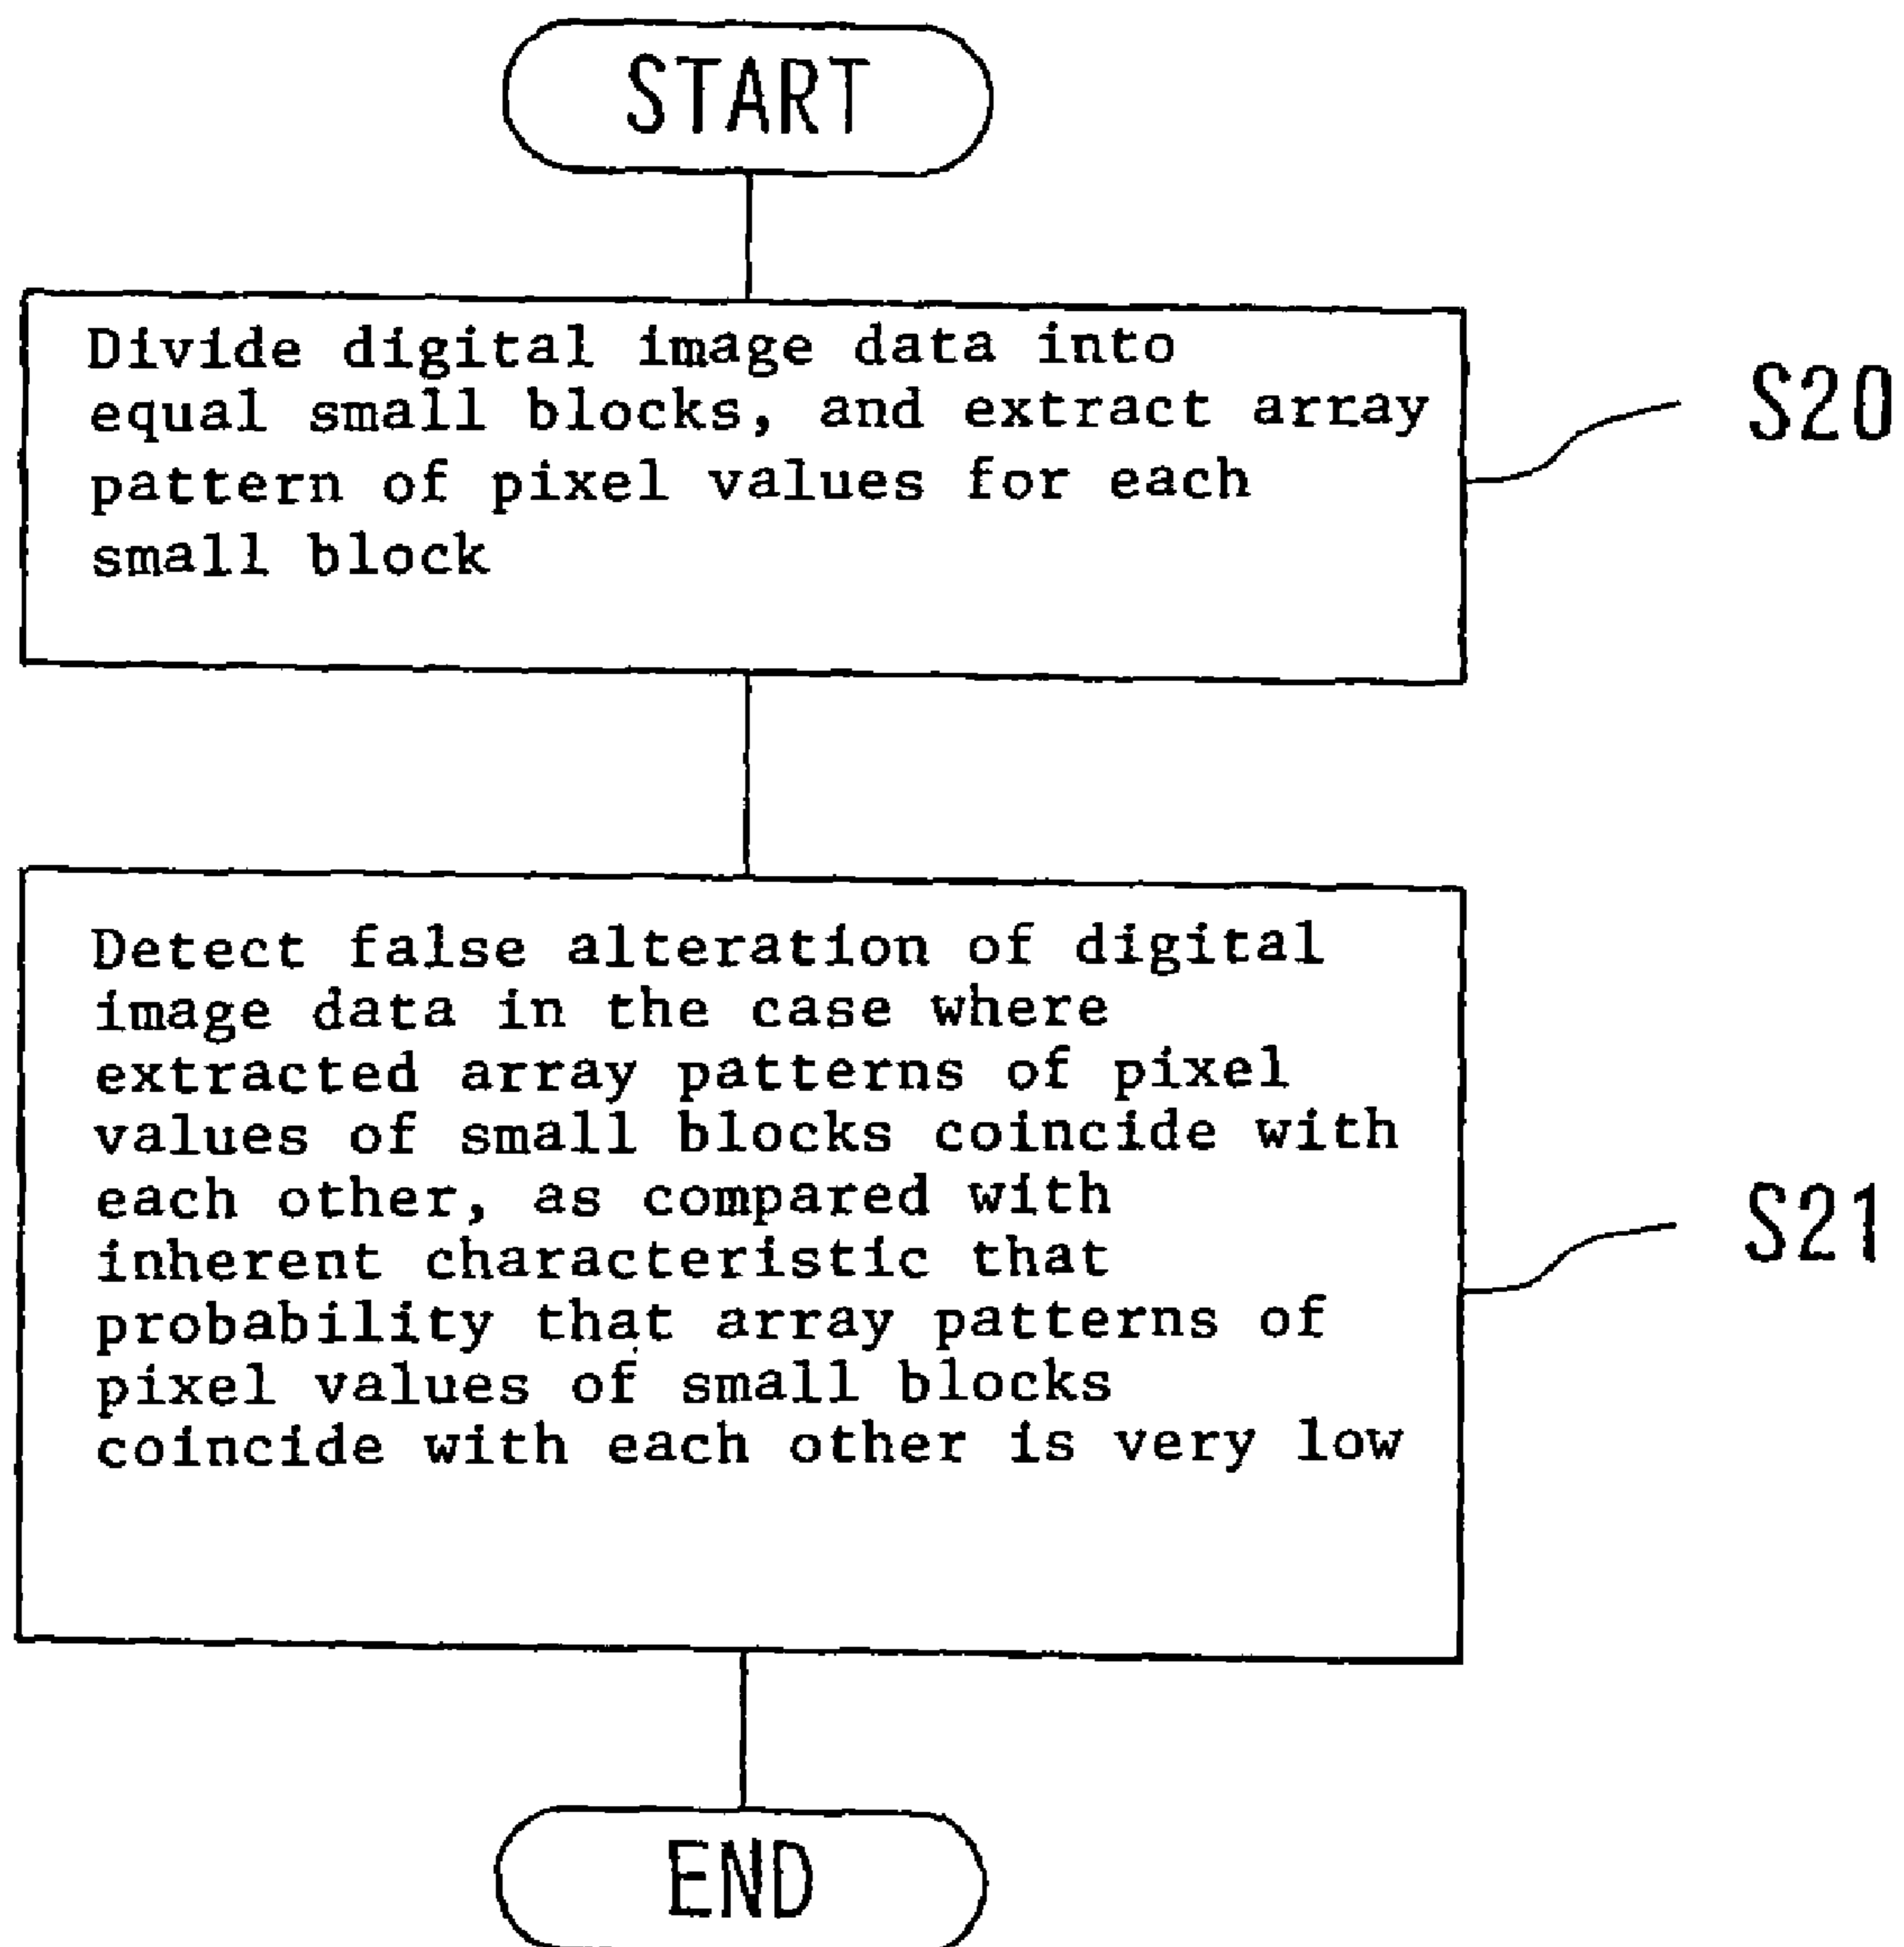 START
Divide digital image data into
equal small blocks, and extract array
pattern of pixel values for each
small block
S20
Detect false alteration of digital
image data in the case where
extracted array patterns of pixel
values of small blocks coincide with
each other, as compared with
inherent characteristic that
probability that array patterns of
pixel values of small blocks
coincide with each other is very low
S21
END